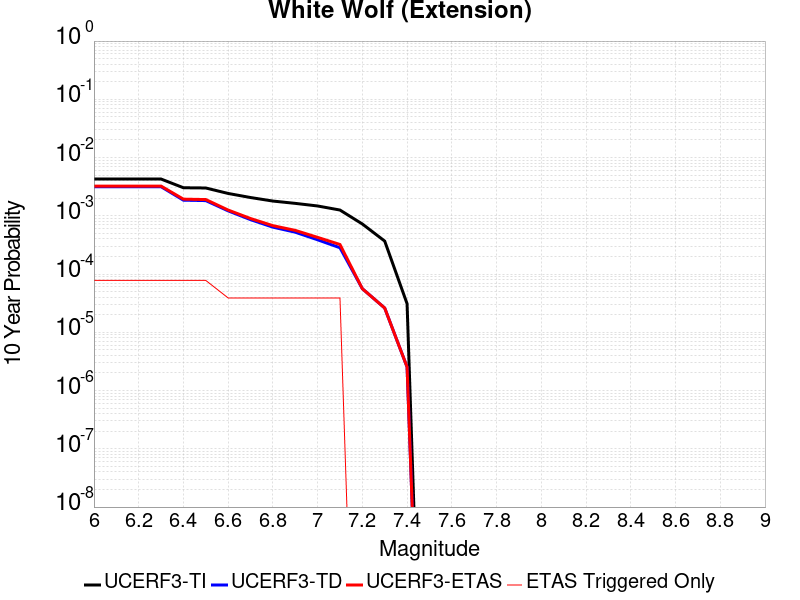 White Wolf (Extension)
10 0
10 -1
10 -2
10 -3
10 -4
10 -5
10 -6
10 -7
10 -8
10 Year Probability
6 6.2 6.4 6.6 6.8 7 7.2 7.4 7.6 7.8 8 8.2 8.4 8.6 8.8 9
Magnitude
UCERF3-TI UCERF3-TD UCERF3-ETAS ETAS Triggered Only